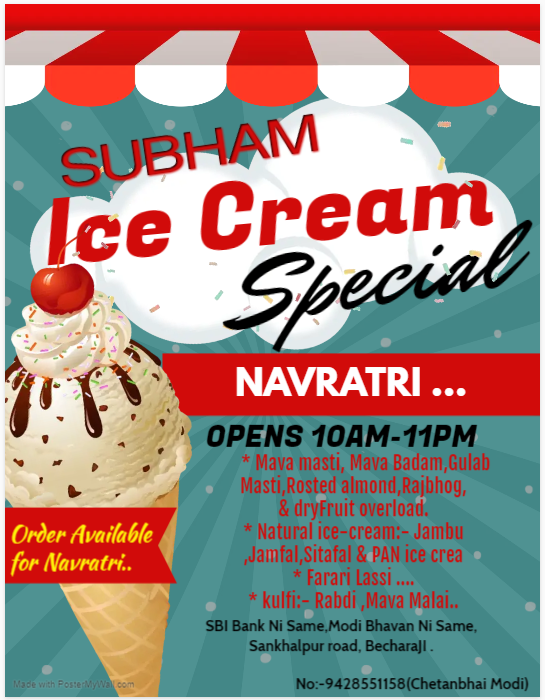 SUBHAM
Ice Cream
Special
NAVRATRI ...
OPENS 10AM-11PM
* Mava masti, Mava Badam,Gulab
Masti,Rosted almond,Rajbhog,
& dryFruit overload.
* Natural ice-cream:- Jambu
,Jamfal,Sitafal & PAN ice crea
* Farari Lassi ....
* kulfi:- Rabdi ,Mava Malai..
Order Available
for Navratri..
SBI Bank Ni Same,Modi Bhavan Ni Same,
Sankhalpur road, BecharaJI .
Made with PosterMyWall.com
No:-9428551158(Chetanbhai Modi)